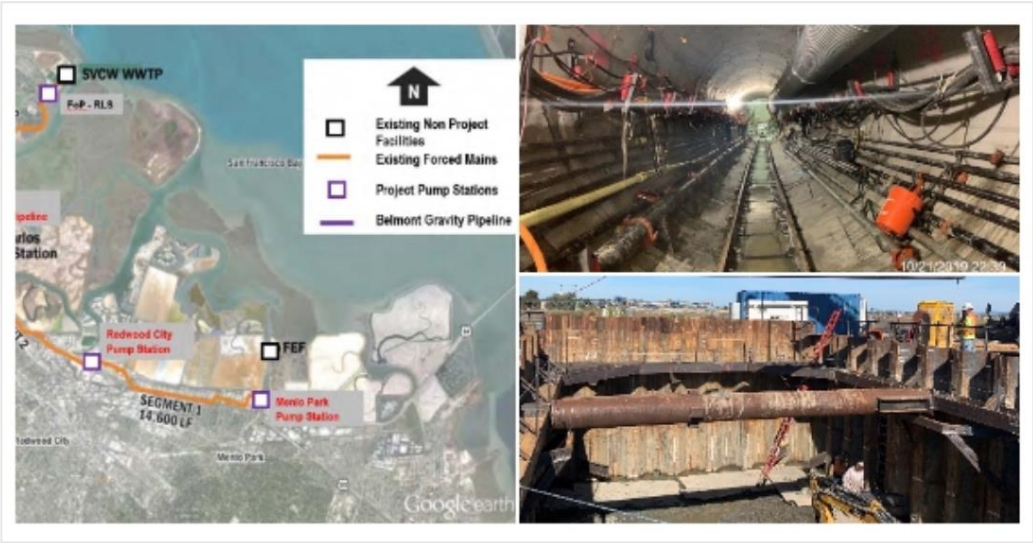 SVCW WWTP
FoP - RLS
San Francisco Bay
N
Existing Non Project
Facilities
Existing Forced Mains
Project Pump Stations
Belmont Gravity Pipeline
ipeline
rlos
Station
Redwood City
Pump Station
FEF
Menlo Park
Pump Station
SEGMENT 1
14,600 LF
Redwood City
Menlo Park
Google earth
10/21/2019 22:39